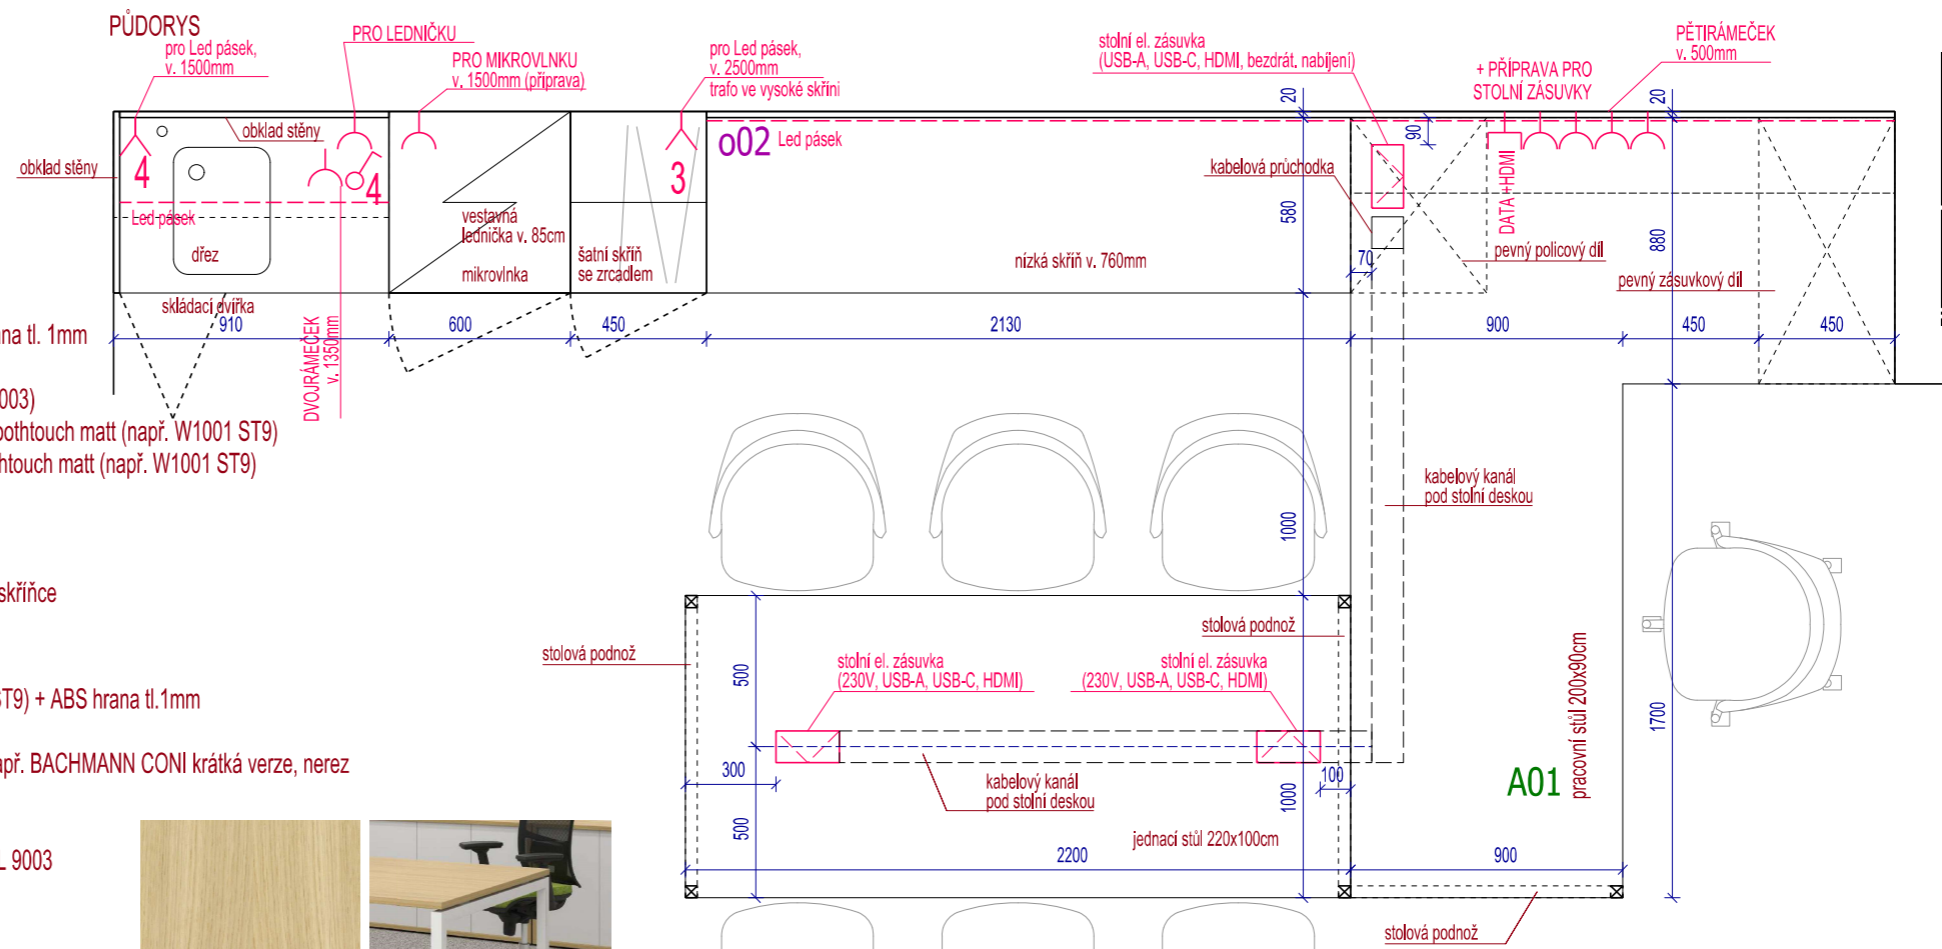 PŮDORYS
pro Led pásek,
v. 1500mm
PRO LEDNIČKU
PRO MIKROVLNKU
v. 1500mm (příprava)
pro Led pásek,
v. 2500mm
trafo ve vysoké skříni
stolní el. zásuvka
(USB-A, USB-C, HDMI, bezdrát. nabíjení)
+ PŘÍPRAVA PRO
STOLNÍ ZÁSUVKY
PĚTIRÁMEČEK
v. 500mm
20
20
obklad stěny
obklad stěny
o02
Led pásek
90
4
4
3
kabelová průchodka
DATA+HDMI
Led pásek
580
880
dřez
vestavná
lednička v. 85cm
mikrovlnka
šatní skříň
se zrcadlem
nízká skříň v. 760mm
70
pevný policový díl
pevný zásuvkový díl
skládací dvířka
910
600
450
2130
900
450
450
DVOJRÁMEČEK
v. 1350mm
na tl. 1mm
003)
oothtouch matt (např. W1001 ST9)
htouch matt (např. W1001 ST9)
kabelový kanál
pod stolní deskou
1000
skříňce
stolová podnož
stolová podnož
stolní el. zásuvka
(230V, USB-A, USB-C, HDMI)
stolní el. zásuvka
(230V, USB-A, USB-C, HDMI)
500
pracovní stůl 200x90cm
1700
ST9) + ABS hrana tl.1mm
apř. BACHMANN CONI krátká verze, nerez
300
100
kabelový kanál
pod stolní deskou
A01
1000
500
jednací stůl 220x100cm
2200
900
L 9003
stolová podnož